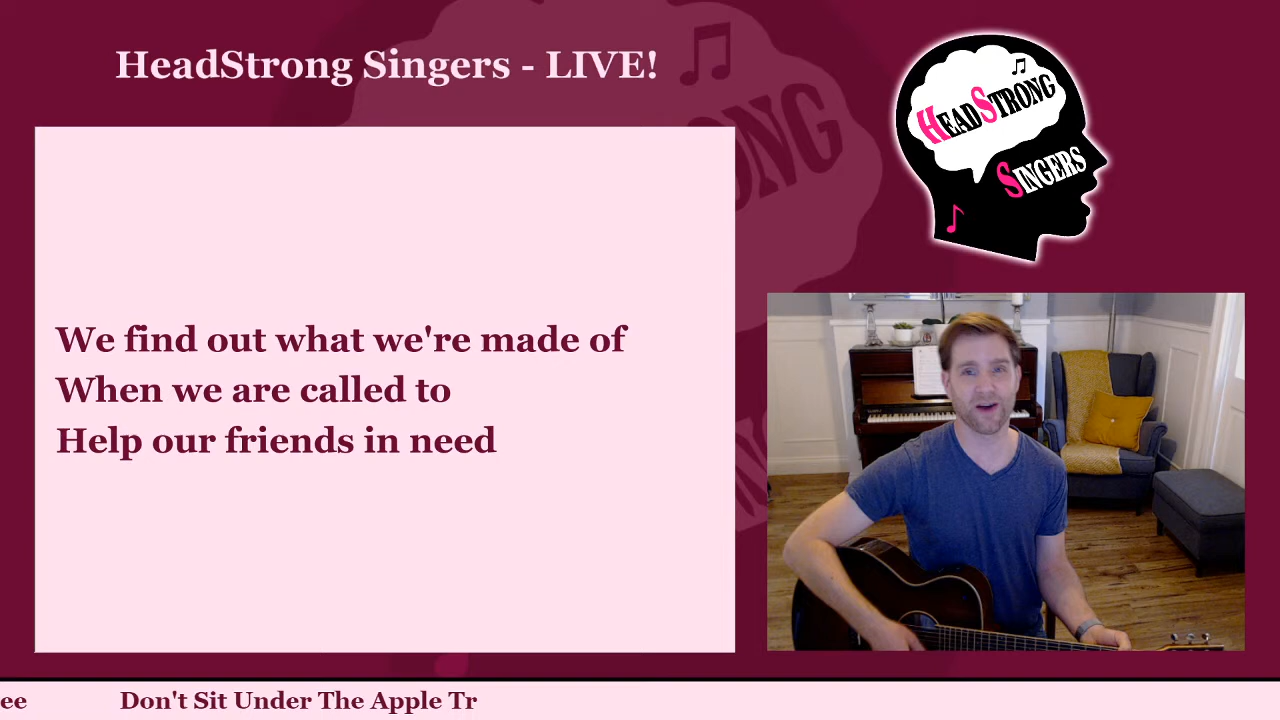 HeadStrong Singers - LIVE!
HEADSTRONG
SINGERS
We find out what we're made of
When we are called to
Help our friends in need
ee
Don't Sit Under The Apple Tr